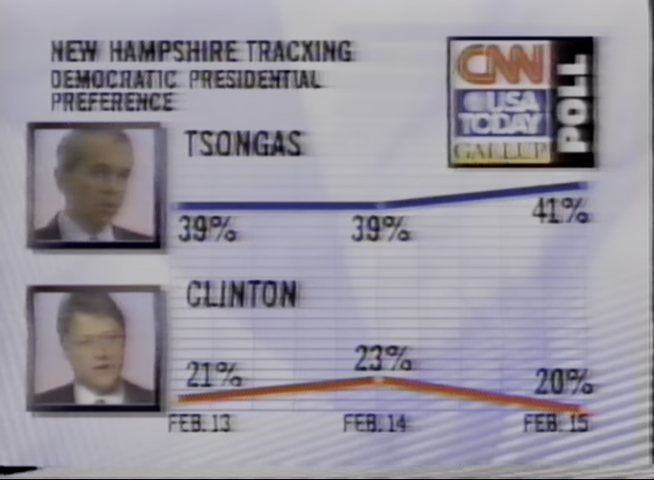 NEW HAMPSHIRE TRACKING
DEMOCRATIC PRESIDENTIAL
PREFERENCE
CNN
USA
TODAY
GALLUP
POLL
TSONGAS
39% 39% 41%
CLINTON
21% 23% 20%
FEB. 13 FEB. 14 FEB. 15